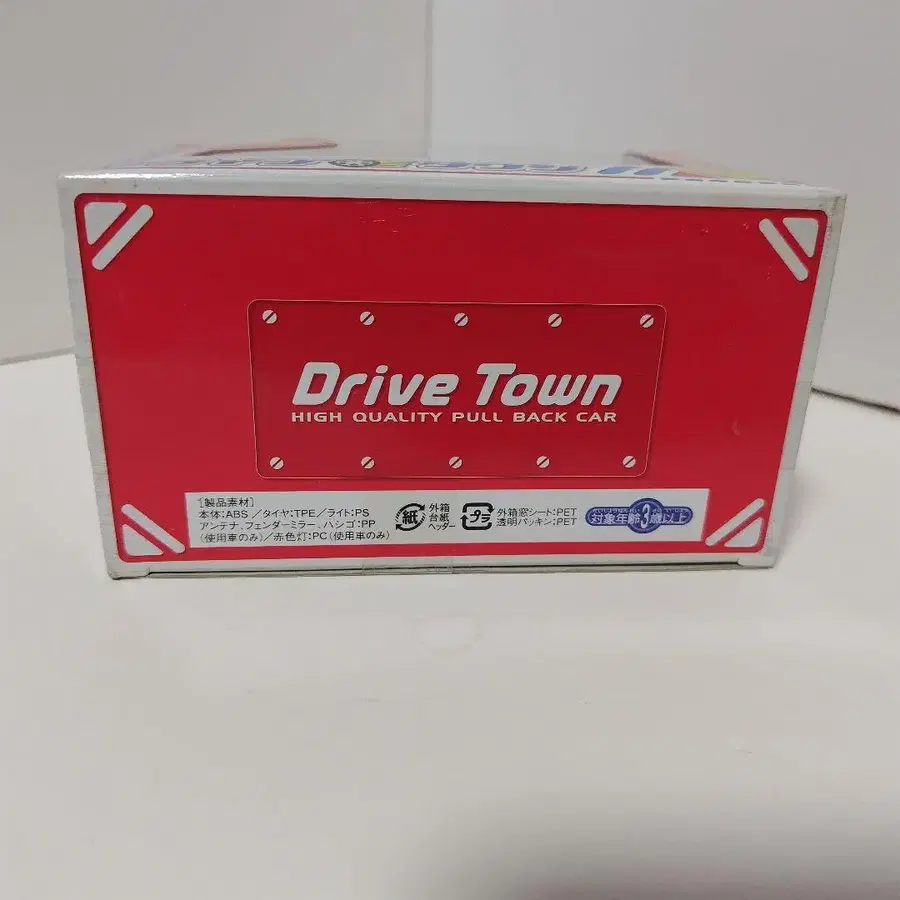 Drive Town
HIGH QUALITY PULL BACK CAR
[製品素材]
本体:ABS/タイヤ:TPE/ライト:PS
アンテナ、フェンダーミラー、ハシゴ:PP
(使用車のみ)/赤色灯:PC(使用車のみ)
紙
外箱
台紙
ヘッダー
プラ
外箱窓シート:PET
透明パッキン:PET
対象年齢3歳以上